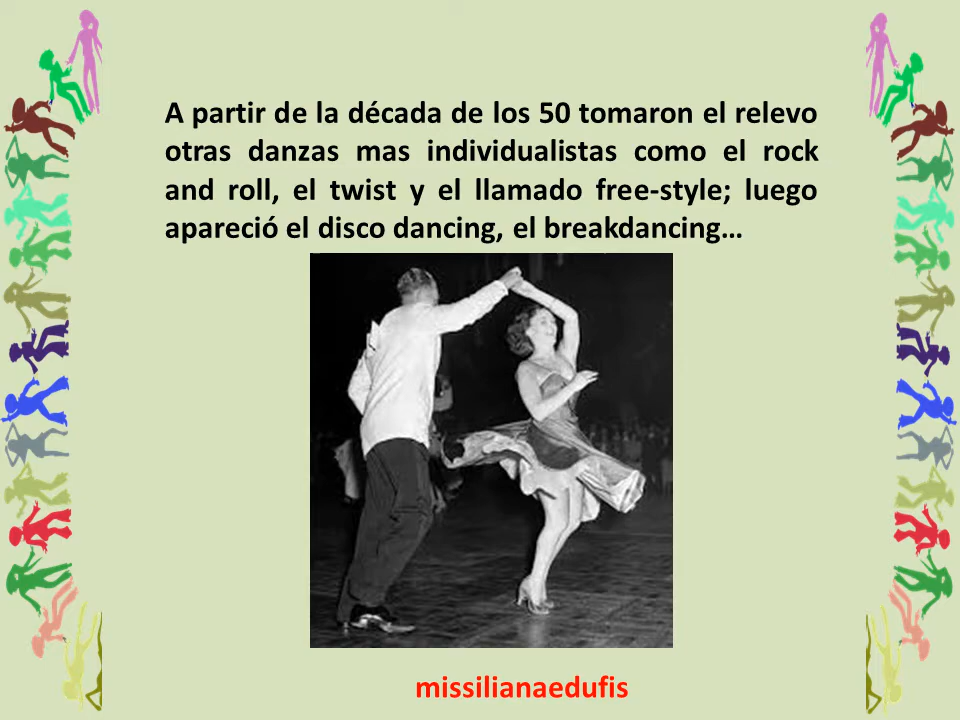 A partir de la década de los 50 tomaron el relevo
otras danzas mas individualistas como el rock
and roll, el twist y el llamado free-style; luego
apareció el disco dancing, el breakdancing…
missilianaedufis